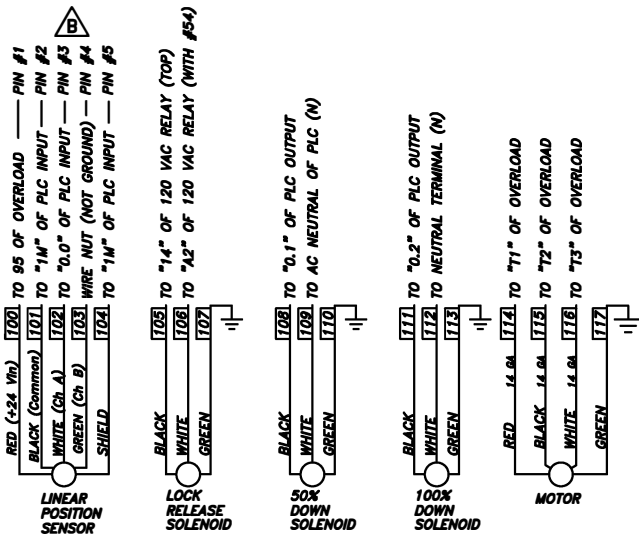 B
TO 95 OF OVERLOAD PIN #1
TO "1M" OF PLC INPUT PIN #2
TO "0.0" OF PLC INPUT PIN #3
WIRE NUT (NOT GROUND) PIN #4
TO "1M" OF PLC INPUT PIN #5
100
101
102
103
104
RED (+24 Vin)
BLACK (Common)
WHITE (Ch A)
GREEN (Ch B)
SHIELD
LINEAR
POSITION
SENSOR
TO "14" OF 120 VAC RELAY (TOP)
TO "A2" OF 120 VAC RELAY (WITH #54)
105
106
107
BLACK
WHITE
GREEN
LOCK
RELEASE
SOLENOID
TO "0.1" OF PLC OUTPUT
TO AC NEUTRAL OF PLC (N)
108
109
110
BLACK
WHITE
GREEN
50%
DOWN
SOLENOID
TO "0.2" OF PLC OUTPUT
TO NEUTRAL TERMINAL (N)
111
112
113
BLACK
WHITE
GREEN
100%
DOWN
SOLENOID
TO "T1" OF OVERLOAD
TO "T2" OF OVERLOAD
TO "T3" OF OVERLOAD
114
115
116
117
RED 14 GA
BLACK 14 GA
WHITE 14 GA
GREEN
MOTOR